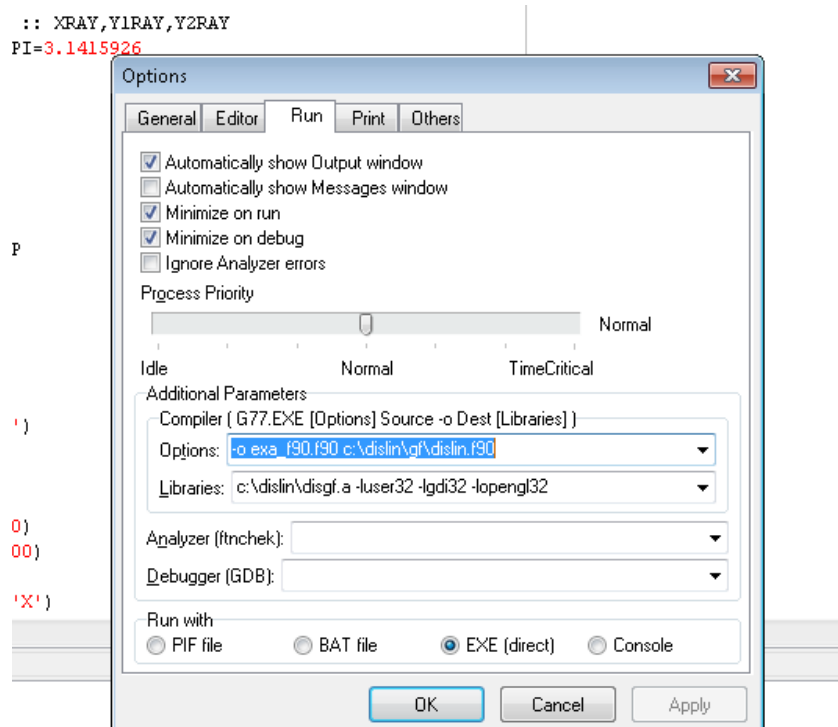 :: XRAY,Y1RAY,Y2RAY
PI=3.1415926
Options
General Editor Run Print Others
Automatically show Output window
Automatically show Messages window
Minimize on run
Minimize on debug
P
Ignore Analyzer errors
Process Priority
Normal
Idle Normal TimeCritical
Additional Parameters
Compiler ( G77.EXE [Options] Source -o Dest [Libraries] )
')
Options: -o exa_f90.f90 c:\dislin\gf\dislin.f90
Libraries: c:\dislin\disgf.a -luser32 -lgdi32 -lopengl32
0)
Analyzer (ftnchek):
00)
Debugger (GDB):
'X')
Run with
PIF file BAT file EXE (direct) Console
OK Cancel Apply